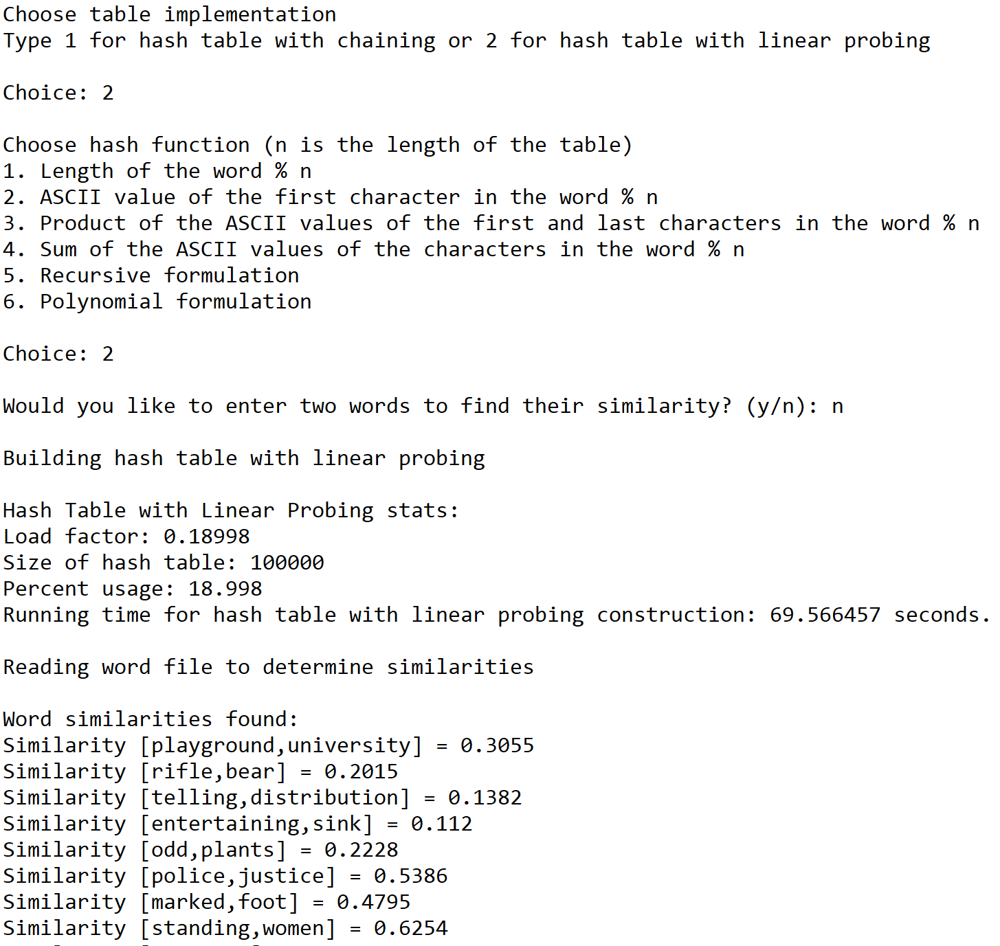 Choose table implementation
Type 1 for hash table with chaining or 2 for hash table with linear probing
Choice: 2
Choose hash function (n is the length of the table)
1. Length of the word % n
2. ASCII value of the first character in the word % n
3. Product of the ASCII values of the first and last characters in the word % n
4. Sum of the ASCII values of the characters in the word % n
5. Recursive formulation
6. Polynomial formulation
Choice: 2
Would you like to enter two words to find their similarity? (y/n): n
Building hash table with linear probing
Hash Table with Linear Probing stats:
Load factor: 0.18998
Size of hash table: 100000
Percent usage: 18.998
Running time for hash table with linear probing construction: 69.566457 seconds.
Reading word file to determine similarities
Word similarities found:
Similarity [playground,university] = 0.3055
Similarity [rifle,bear] = 0.2015
Similarity [telling,distribution] = 0.1382
Similarity [entertaining,sink] = 0.112
Similarity [odd,plants] = 0.2228
Similarity [police,justice] = 0.5386
Similarity [marked,foot] = 0.4795
Similarity [standing,women] = 0.6254